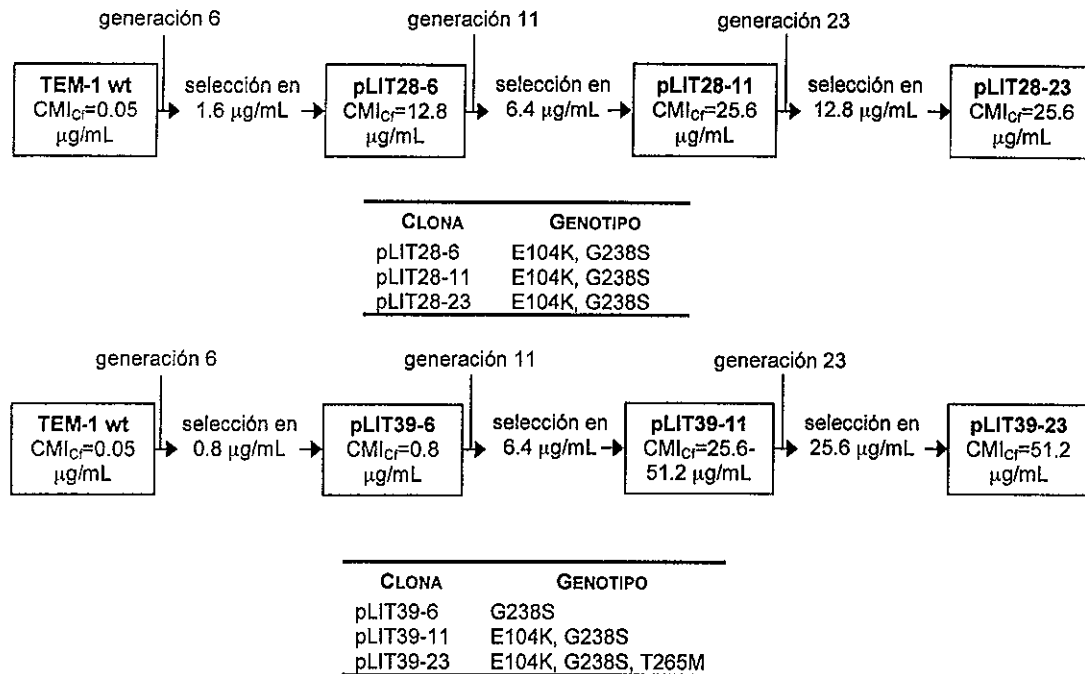 generación 6 generación 11 generación 23
TEM-1 wt selección en pLIT28-6 selección en pLIT28-11 selección en pLIT28-23
CMICf=0.05 1.6 µg/mL CMICf=12.8 6.4 µg/mL CMICf=25.6 12.8 µg/mL CMICf=25.6
µg/mL µg/mL µg/mL µg/mL
CLONA GENOTIPO
pLIT28-6 E104K, G238S
pLIT28-11 E104K, G238S
pLIT28-23 E104K, G238S
generación 6 generación 11 generación 23
TEM-1 wt selección en pLIT39-6 selección en pLIT39-11 selección en pLIT39-23
CMICf=0.05 0.8 µg/mL CMICf=0.8 6.4 µg/mL CMICf=25.6- 25.6 µg/mL CMICf=51.2
µg/mL µg/mL 51.2 µg/mL µg/mL
CLONA GENOTIPO
pLIT39-6 G238S
pLIT39-11 E104K, G238S
pLIT39-23 E104K, G238S, T265M